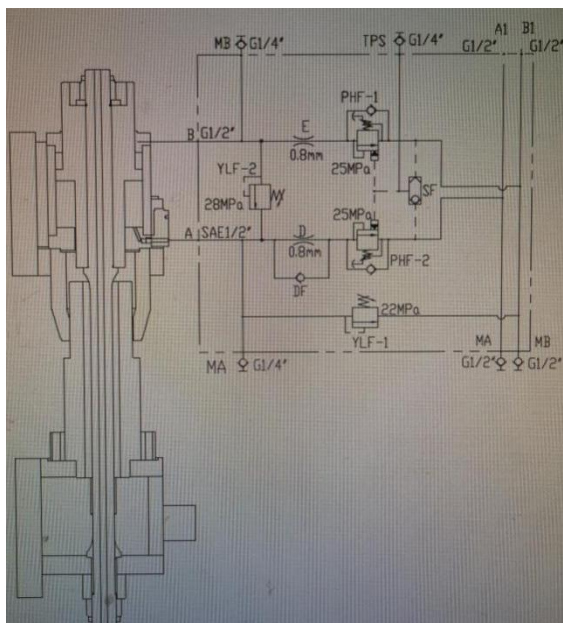 A1 B1
MB G1/4" TPS G1/4" G1/2" G1/2"
PHF-1
B G1/2" E
0.8mm
25MPa
YLF-2
28MPa
25MPa
SF
A SAE1/2" D
0.8mm
PHF-2
DF
22MPa
YLF-1
MA MB
MA G1/4" G1/2" G1/2"